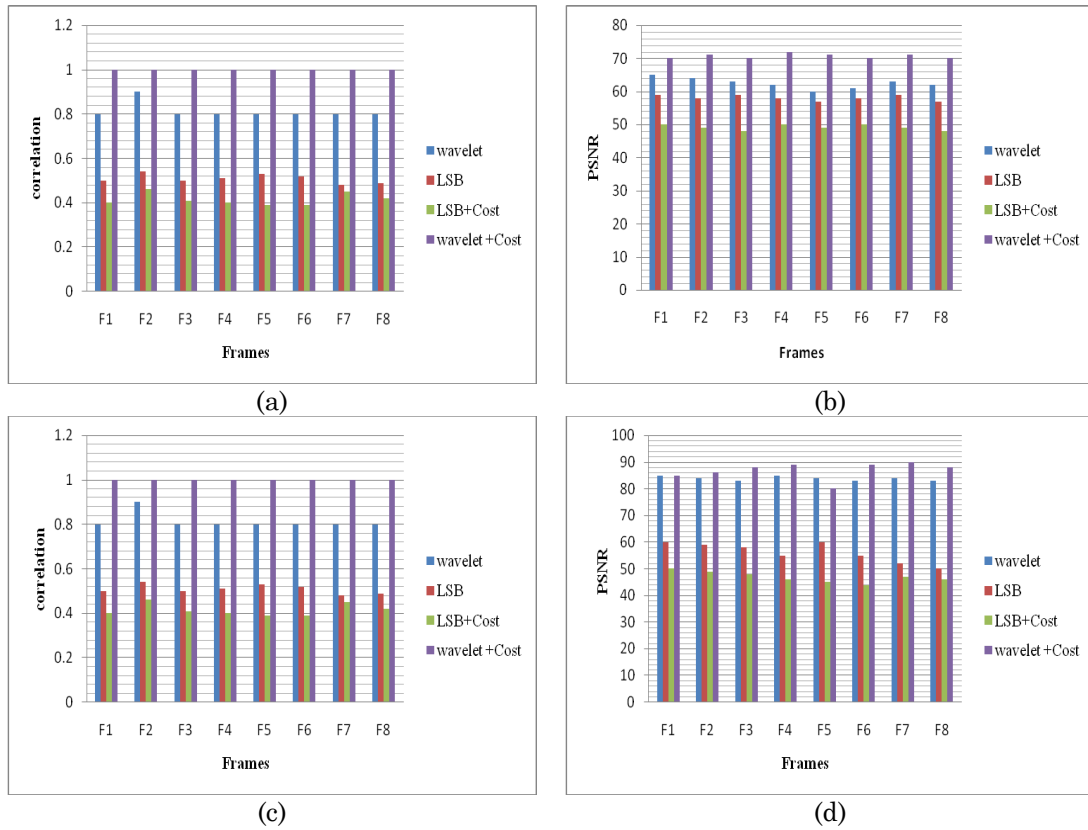 1.2
1
0.8
0.6
0.4
0.2
0
correlation
F1 F2 F3 F4 F5 F6 F7 F8
Frames
wavelet
LSB
LSB+Cost
wavelet +Cost
(a)
80
70
60
50
40
30
20
10
0
PSNR
F1 F2 F3 F4 F5 F6 F7 F8
Frames
wavelet
LSB
LSB+Cost
wavelet +Cost
(b)
1.2
1
0.8
0.6
0.4
0.2
0
correlation
F1 F2 F3 F4 F5 F6 F7 F8
Frames
wavelet
LSB
LSB+Cost
wavelet +Cost
(c)
100
90
80
70
60
50
40
30
20
10
0
PSNR
F1 F2 F3 F4 F5 F6 F7 F8
Frames
wavelet
LSB
LSB+Cost
wavelet +Cost
(d)